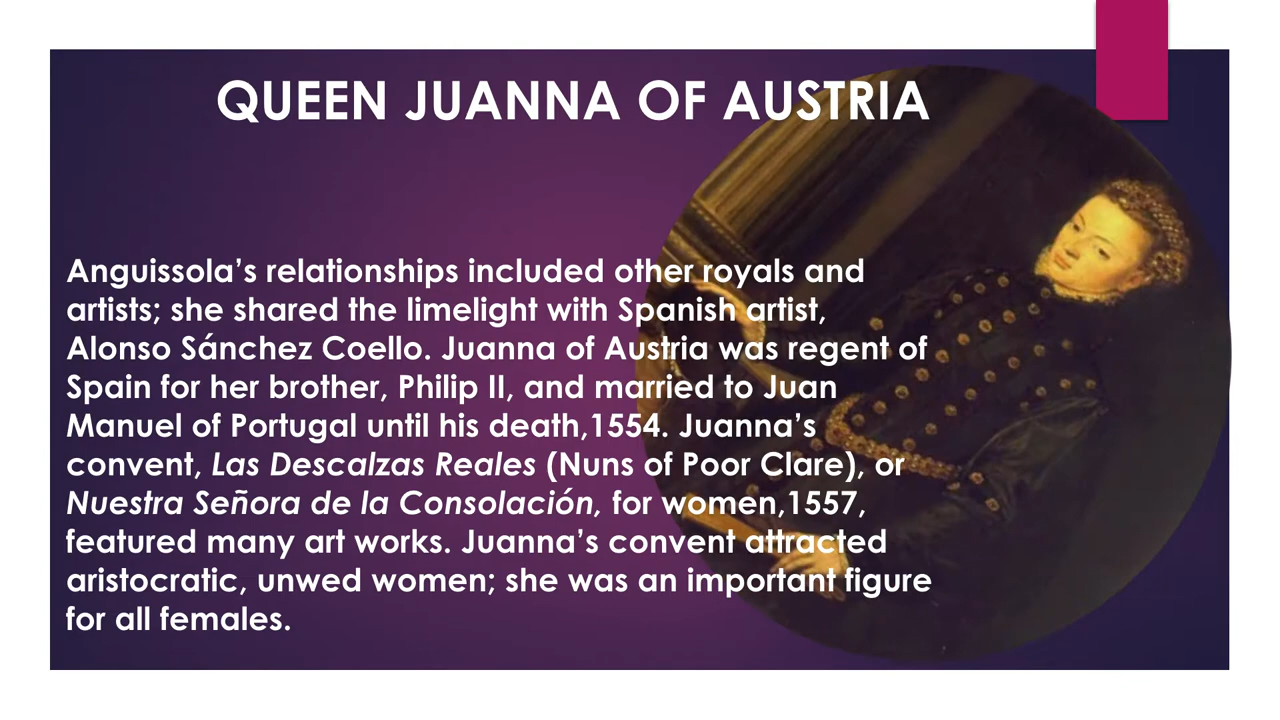 QUEEN JUANNA OF AUSTRIA
Anguissola’s relationships included other royals and
artists; she shared the limelight with Spanish artist,
Alonso Sánchez Coello. Juanna of Austria was regent of
Spain for her brother, Philip II, and married to Juan
Manuel of Portugal until his death,1554. Juanna’s
convent, Las Descalzas Reales (Nuns of Poor Clare), or
Nuestra Señora de la Consolación, for women,1557,
featured many art works. Juanna’s convent attracted
aristocratic, unwed women; she was an important figure
for all females.